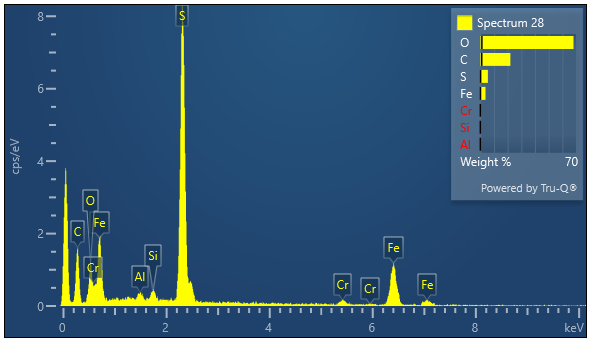 8
6
4
2
0
cps/eV
S
O
Fe
C
Cr
Si
Al
Fe
Cr
Cr
Fe
0
2
4
6
8
keV
Spectrum 28
O
C
S
Fe
Cr
Si
Al
Weight % 70
Powered by Tru-Q®